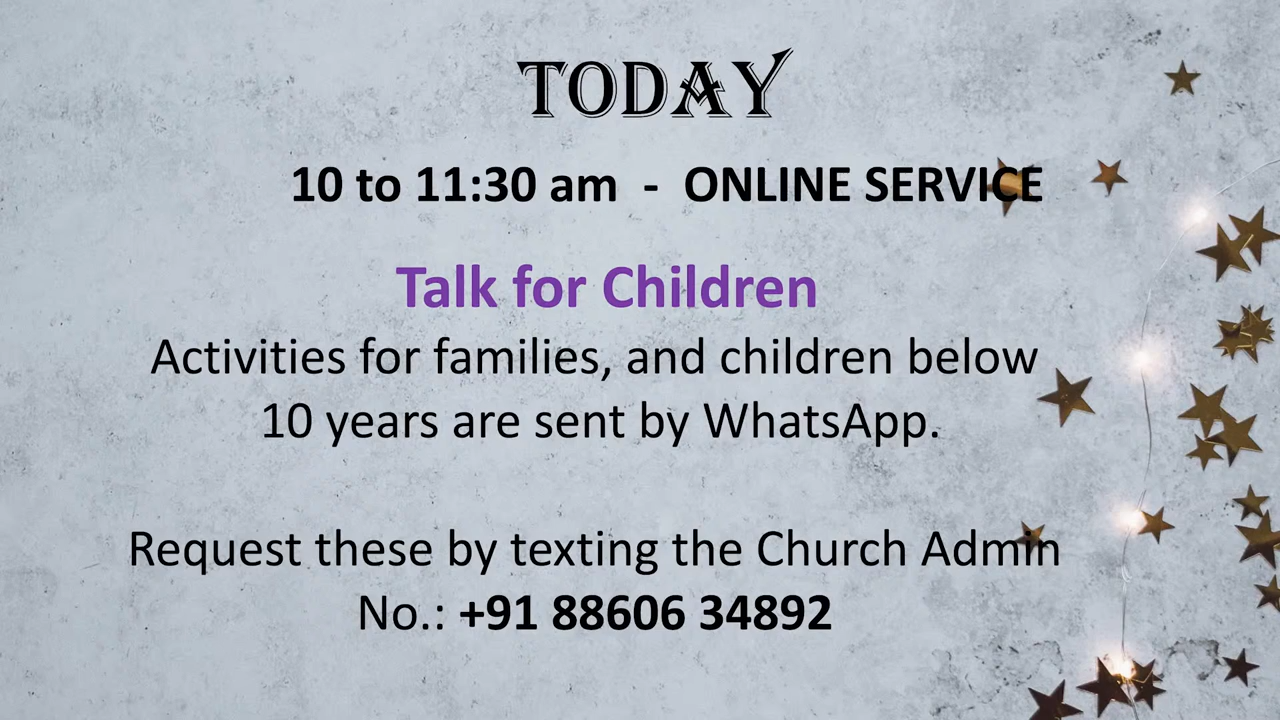 TODAY
10 to 11:30 am - ONLINE SERVICE
Talk for Children
Activities for families, and children below
10 years are sent by WhatsApp.
Request these by texting the Church Admin
No.: +91 88606 34892